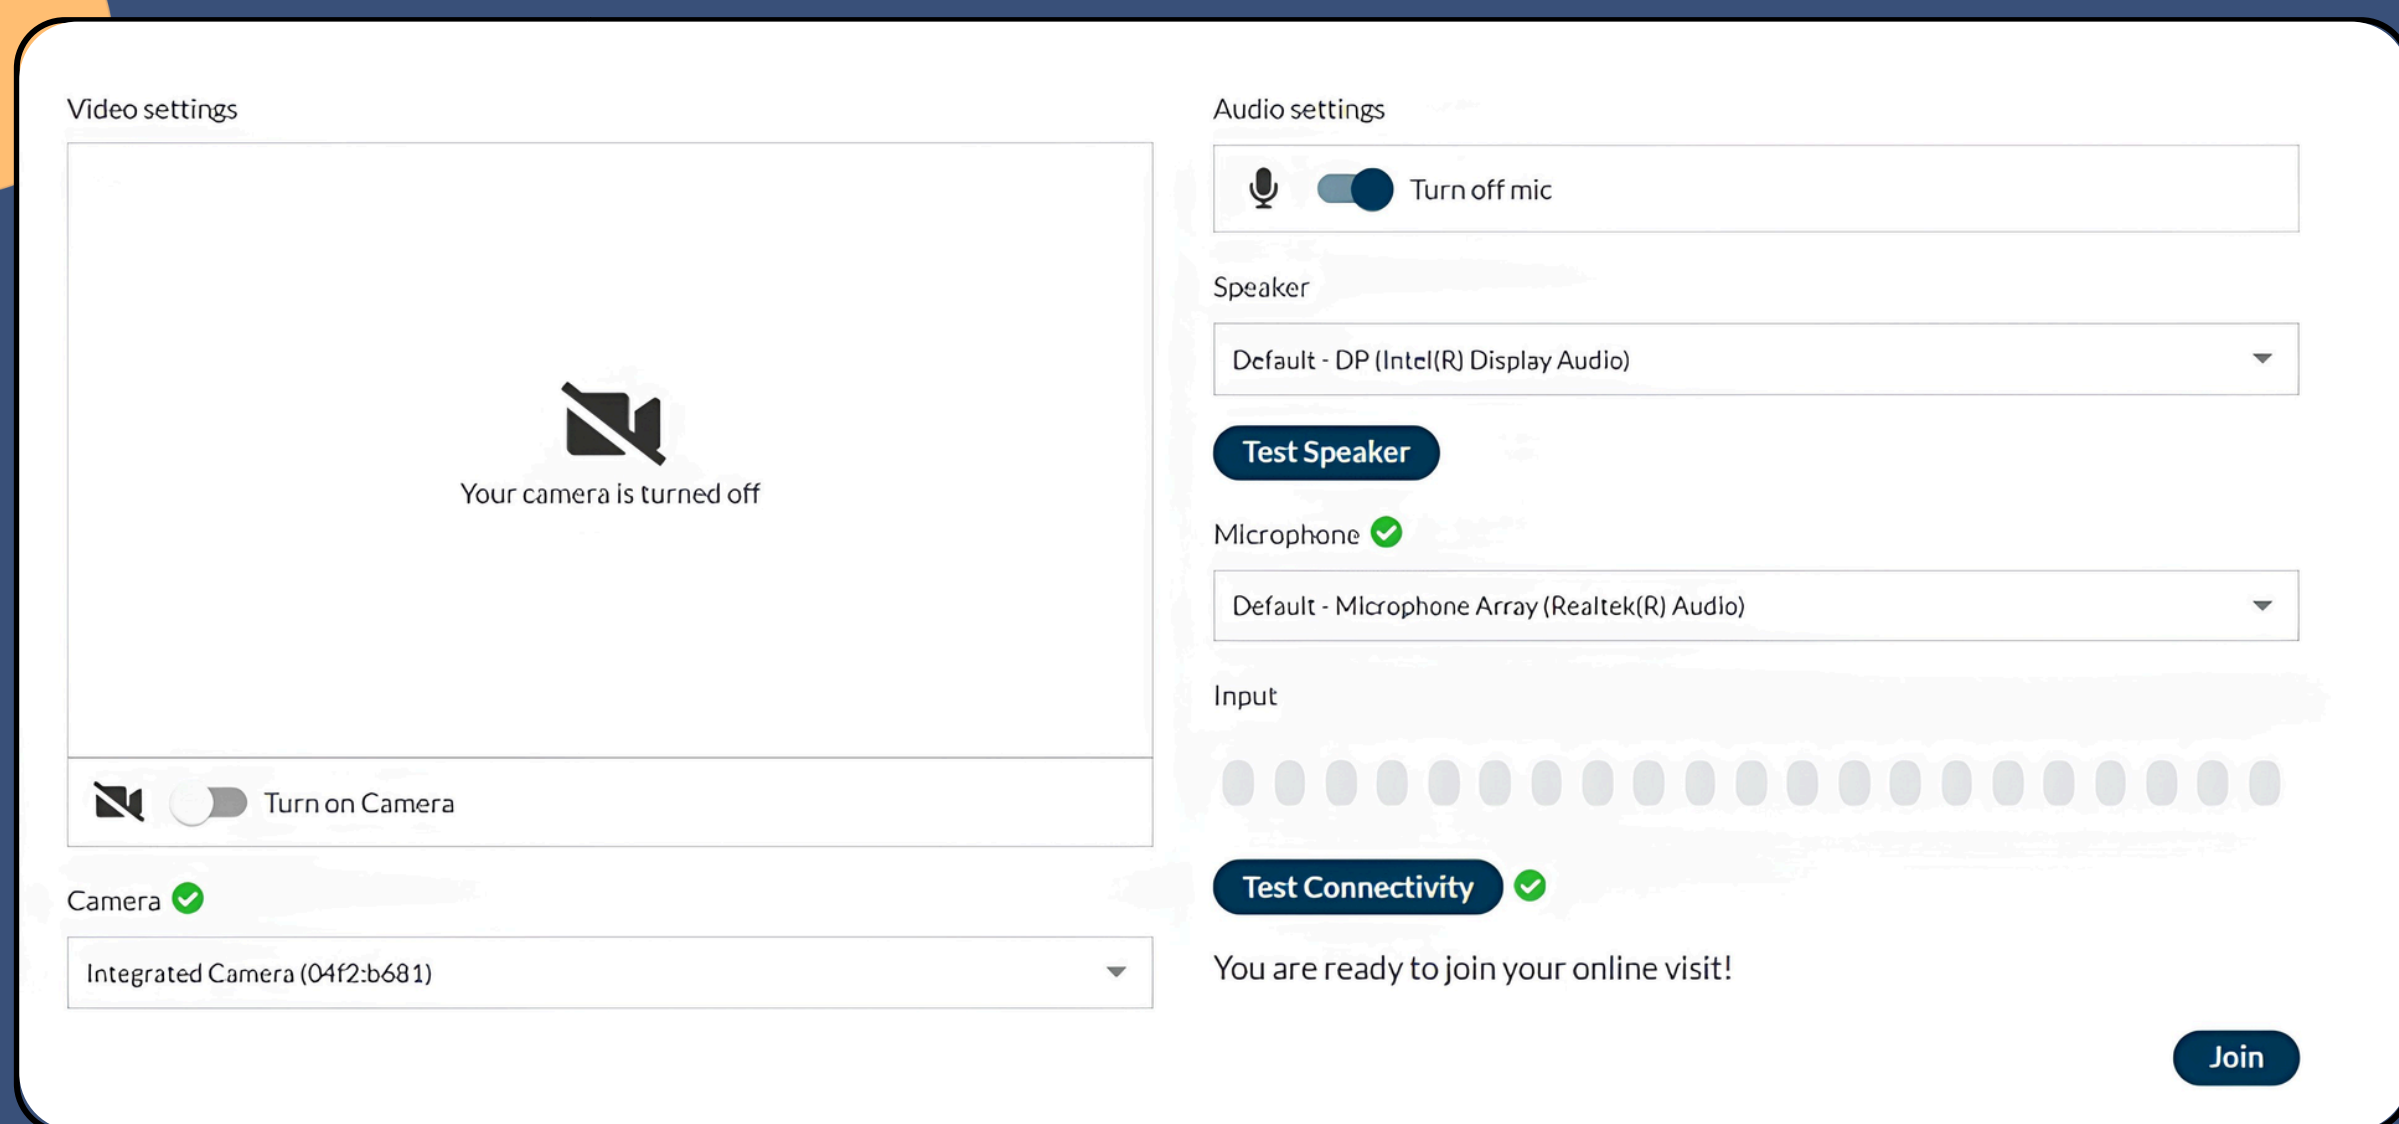 Video settings
Your camera is turned off
Turn on Camera
Camera
Integrated Camera (04f2:b681)
Audio settings
Turn off mic
Speaker
Default - DP (Intel(R) Display Audio)
Test Speaker
Microphone
Default - Microphone Array (Realtek(R) Audio)
Input
Test Connectivity
You are ready to join your online visit!
Join